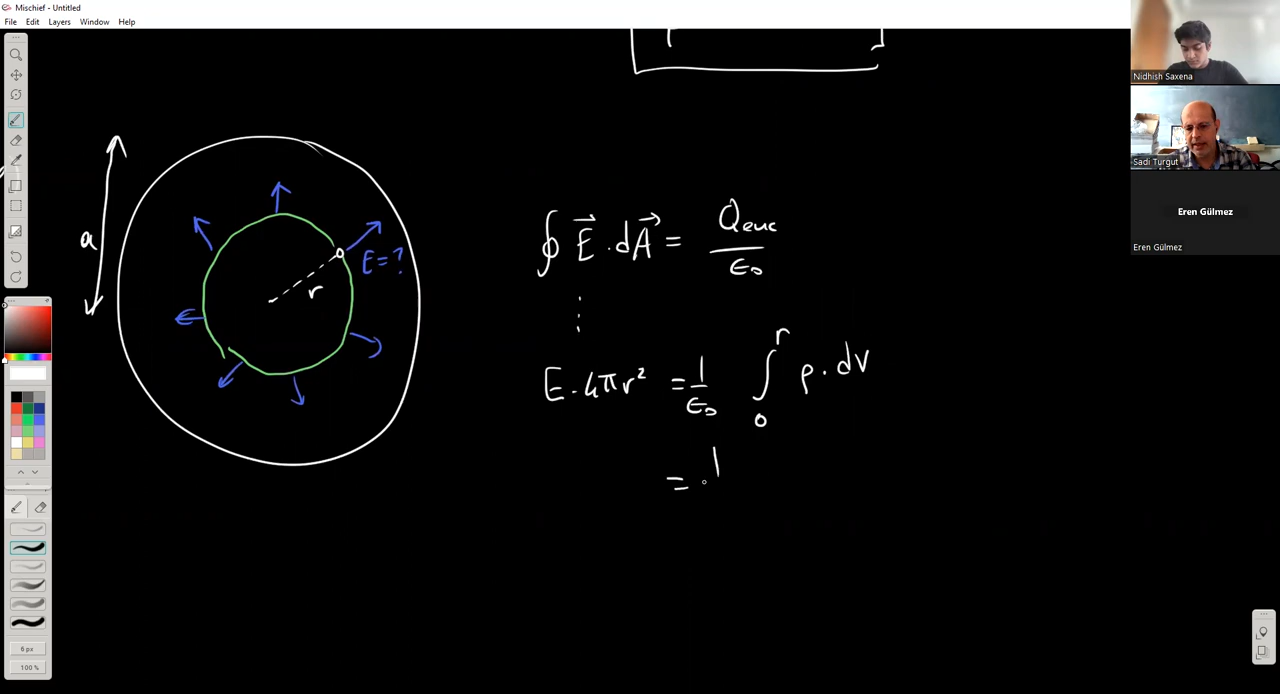 Mischief - Untitled
File Edit Layers Window Help
Nidhish Saxena
Sadi Turgut
Eren Gülmez
Eren Gülmez
a
E = ?
r
∮ E⃗ · dA⃗ = Qenc / ε0
⋮
E · 4πr² = 1/ε0 ∫₀ʳ ρ · dV
=
6 px
100 %